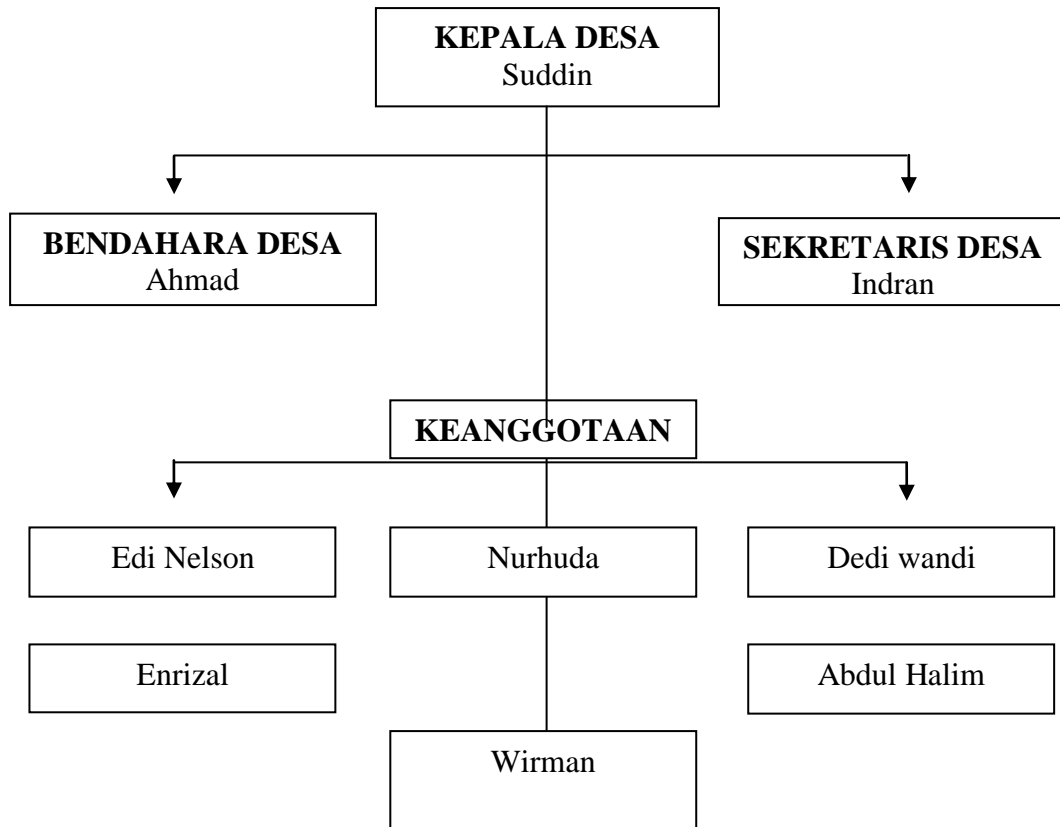 KEPALA DESA
Suddin
BENDAHARA DESA
Ahmad
SEKRETARIS DESA
Indran
KEANGGOTAAN
Edi Nelson
Nurhuda
Dedi wandi
Enrizal
Abdul Halim
Wirman